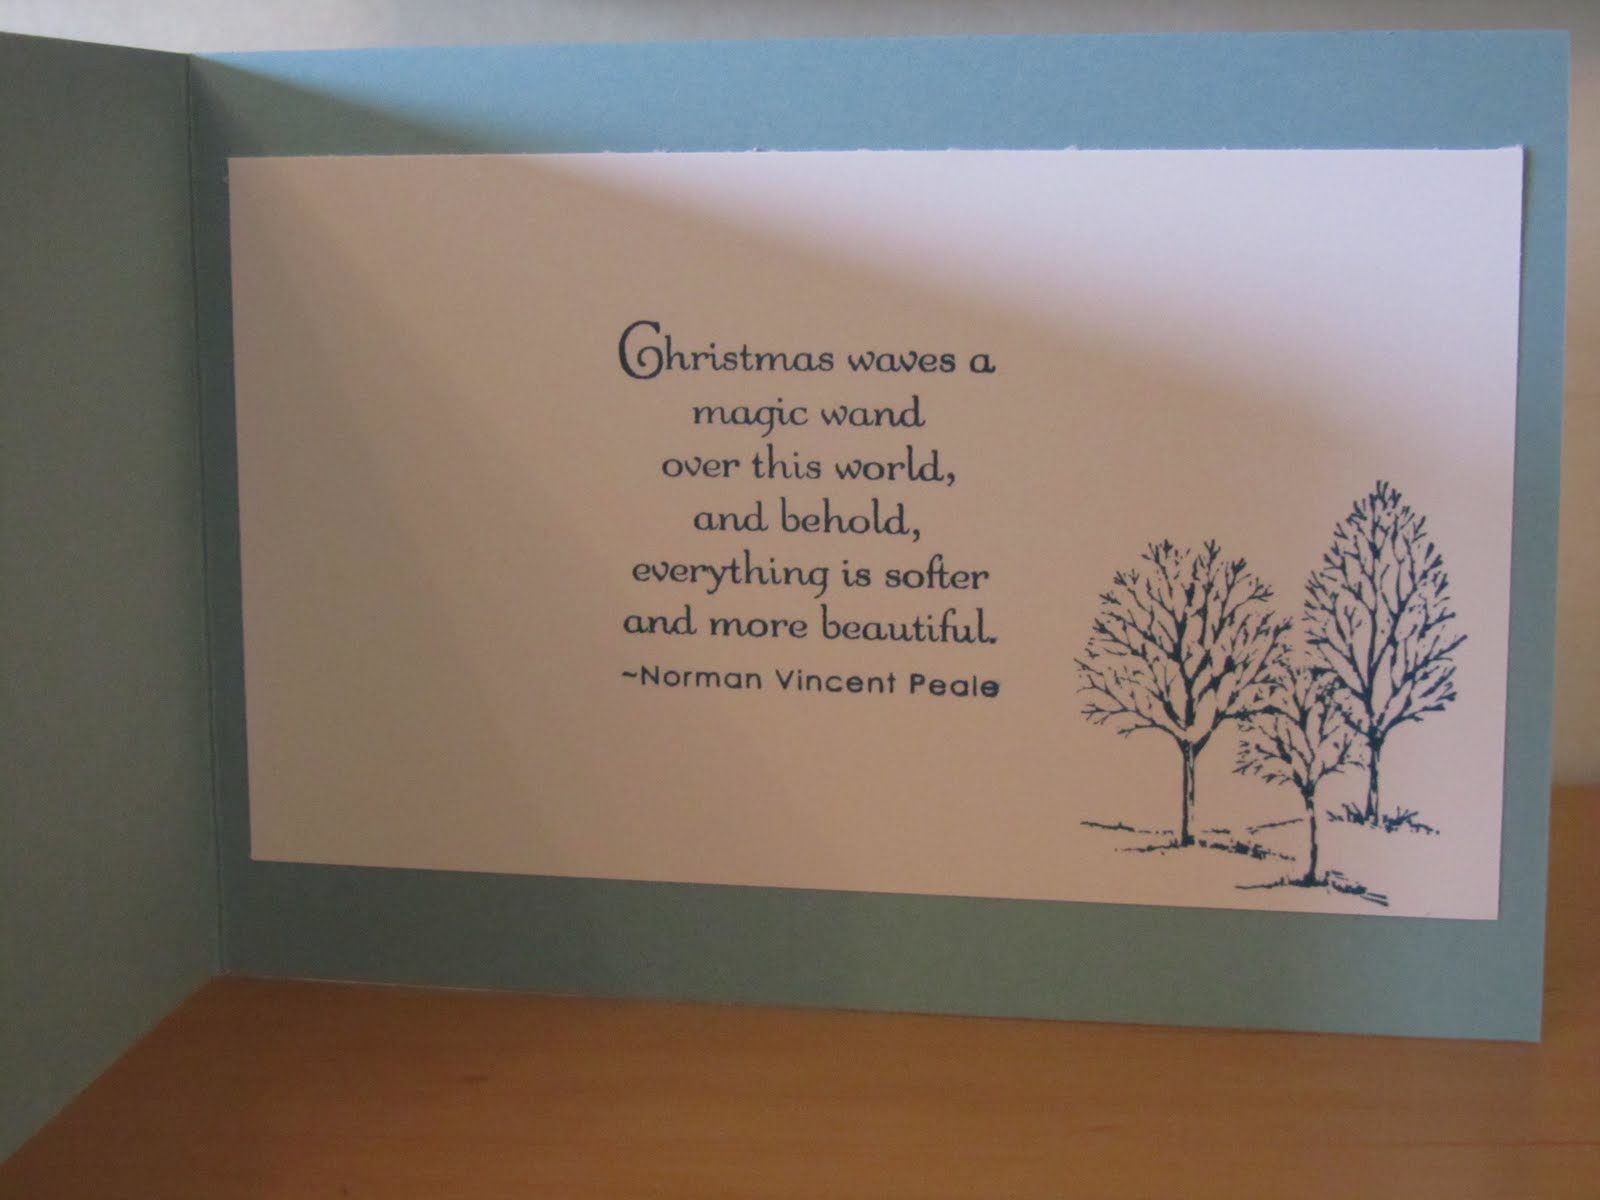 Christmas waves a
magic wand
over this world,
and behold,
everything is softer
and more beautiful.
~Norman Vincent Peale